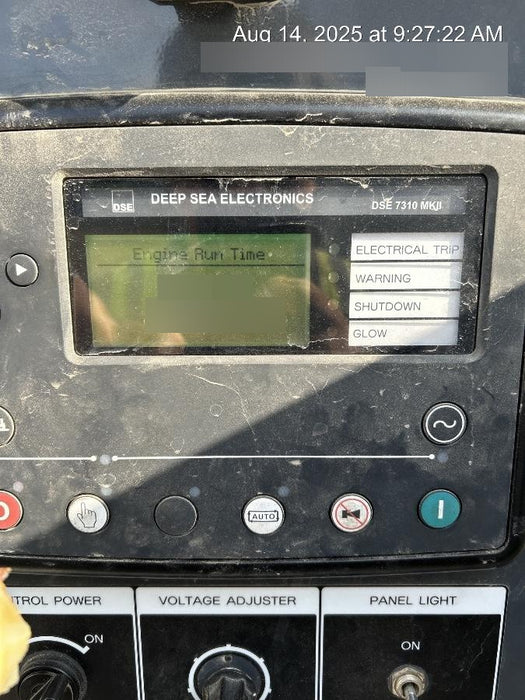 Aug 14, 2025 at 9:27:22 AM
DSE
DEEP SEA ELECTRONICS
DSE 7310 MKII
Engine Run Time
ELECTRICAL TRIP
WARNING
SHUTDOWN
GLOW
AUTO
TROL POWER
VOLTAGE ADJUSTER
PANEL LIGHT
ON
ON